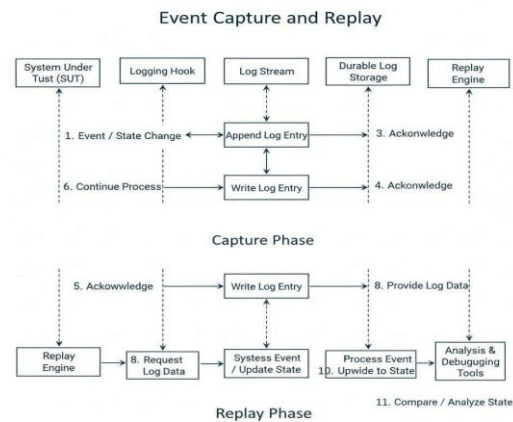 Event Capture and Replay
System Under
Tust (SUT)
Logging Hook
Log Stream
Durable Log
Storage
Replay
Engine
1. Event / State Change
Append Log Entry
3. Ackonwledge
6. Continue Process
Write Log Entry
4. Ackonwledge
Capture Phase
5. Ackowwledge
Write Log Entry
8. Provide Log Data
Replay
Engine
8. Request
Log Data
Systess Event
/ Update State
Process Event
10. Upwide to State
Analysis &
Debuguging
Tools
11. Compare / Analyze State
Replay Phase